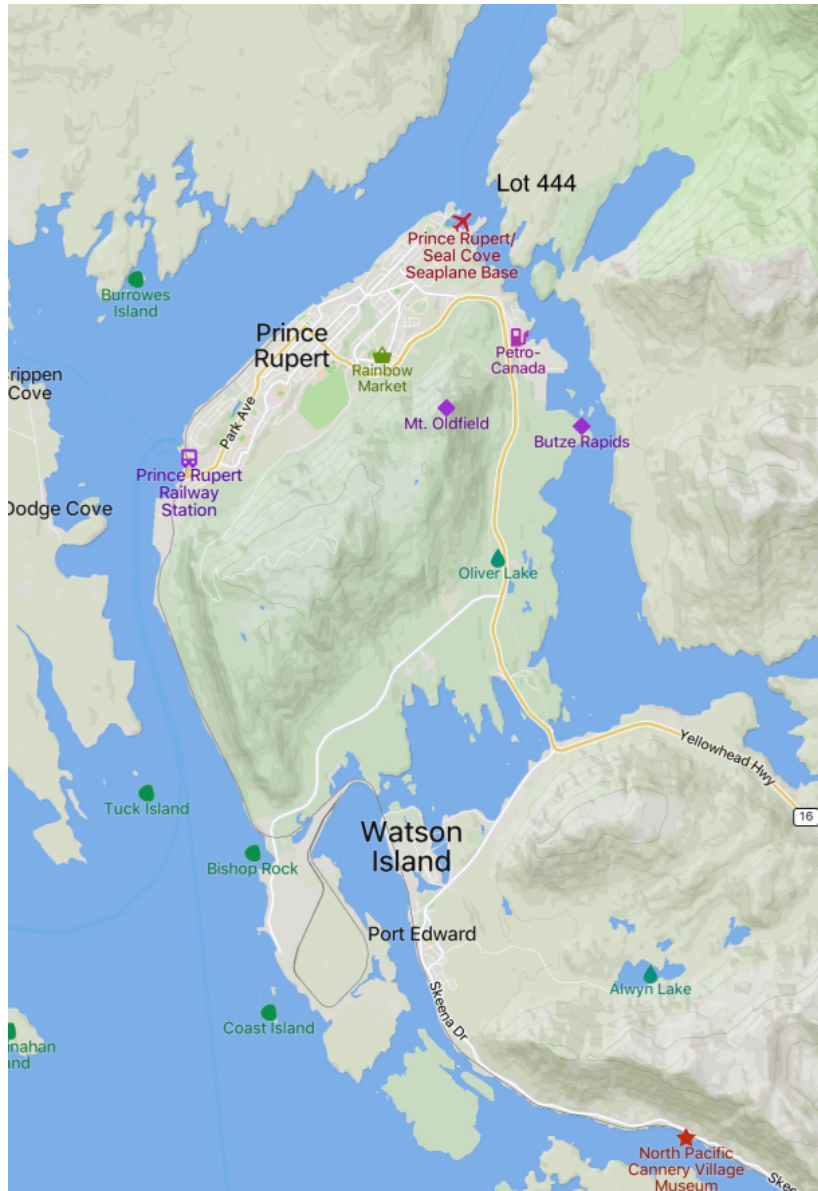 Lot 444
Prince Rupert/
Seal Cove
Seaplane Base
Burrowes
Island
Prince
Rupert
Rainbow
Market
Petro-
Canada
Crippen
Cove
Park Ave
Mt. Oldfield
Butze Rapids
Prince Rupert
Railway
Station
Dodge Cove
Oliver Lake
Yellowhead Hwy
16
Tuck Island
Watson
Island
Bishop Rock
Port Edward
Alwyn Lake
Skeena Dr
Coast Island
North Pacific
Cannery Village
Museum